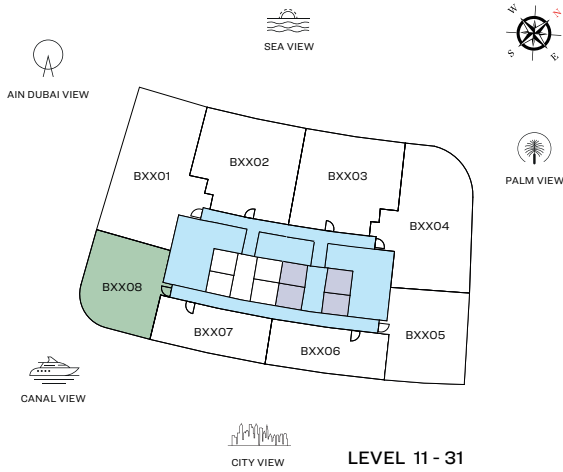 SEA VIEW
W
N
S
E
AIN DUBAI VIEW
PALM VIEW
BXX01
BXX02
BXX03
BXX04
BXX08
BXX07
BXX06
BXX05
CANAL VIEW
CITY VIEW
LEVEL 11 - 31